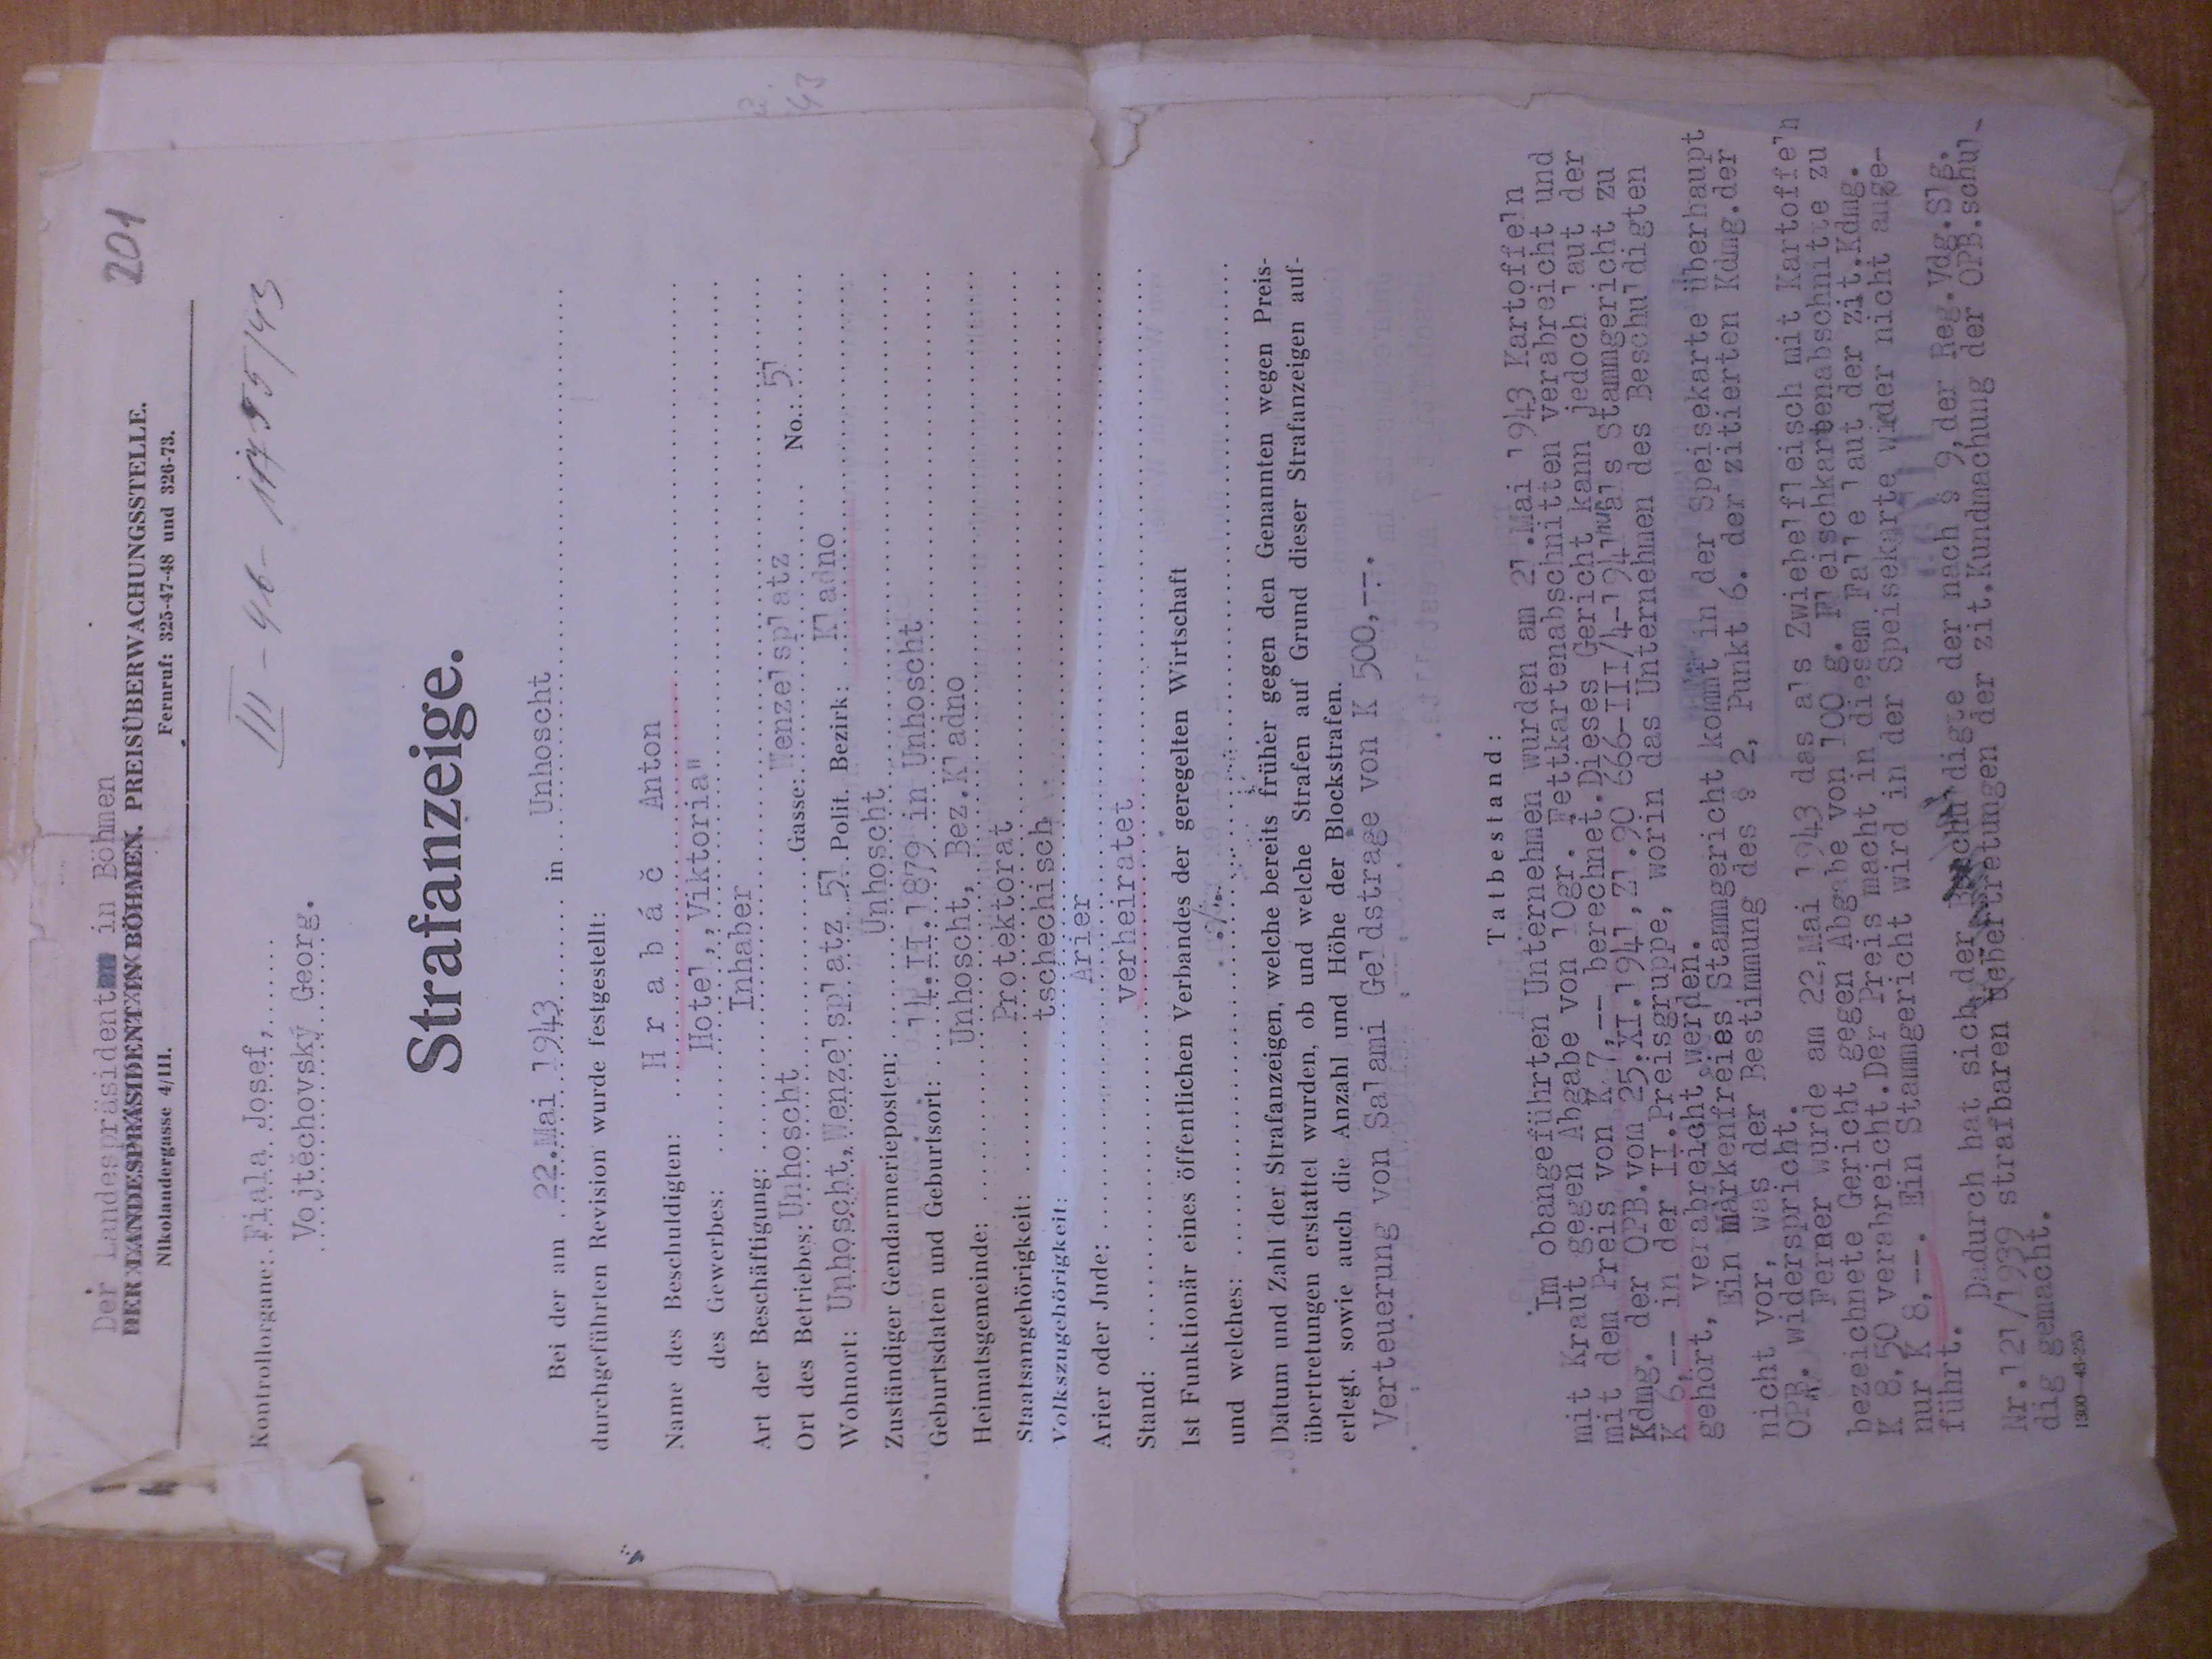 Der Landespräsident in Böhmen
DER LANDESPRÄSIDENT IN BÖHMEN. PREISÜBERWACHUNGSSTELLE.
201
Nikolandergasse 4/III. Fernruf: 325-47-48 und 326-73.
Kontrollorgane: Fiala Josef,
III - 46 - 11795/43
Vojtěchovský Georg.
Strafanzeige.
Bei der am 22.Mai 1943 in Unhoscht
durchgeführten Revision wurde festgestellt:
Name des Beschuldigten: Hrabáč Anton
des Gewerbes: Hotel,,Viktoria"
Art der Beschäftigung: Inhaber
Ort des Betriebes: Unhoscht Gasse: Wenzelsplatz No.: 51
Wohnort: Unhoscht, Wenzelsplatz 51 Polit. Bezirk: Kladno
Zuständiger Gendarmerieposten: Unhoscht
Geburtsdaten und Geburtsort: 14.II.1879 in Unhoscht
Heimatsgemeinde: Unhoscht, Bez.Kladno
Staatsangehörigkeit: Protektorat
Volkszugehörigkeit: tschechisch
Arier oder Jude: Arier
Stand: verheiratet
Ist Funktionär eines öffentlichen Verbandes der geregelten Wirtschaft
und welches: ./.
Datum und Zahl der Strafanzeigen, welche bereits früher gegen den Genannten wegen Preis-
übertretungen erstattet wurden, ob und welche Strafen auf Grund dieser Strafanzeigen auf-
erlegt, sowie auch die Anzahl und Höhe der Blockstrafen.
Verteuerung von Salami Geldstrage von K 500,--.
Tatbestand:
Im obangeführten Unternehmen wurden am 21.Mai 1943 Kartoffeln
mit Kraut gegen Abgabe von 10gr. Fettkartenabschnitten verabreicht und
mit dem Preis von K 7,-- berechnet.Dieses Gericht kann jedoch laut der
Kdmg. der OPB.vom 25.XI.1941,Zl.90 666-III/4-1941 nur als Stammgericht zu
K 6,-- in der II.Preisgruppe, worin das Unternehmen des Beschuldigten
gehört, verabreicht werden.
Ein markenfreies Stammgericht kommt in der Speisekarte überhaupt
nicht vor, was der Bestimmung des § 2, Punkt 6. der zitierten Kdmg.der
OPB. widerspricht.
Ferner wurde am 22.Mai 1943 das als Zwiebelfleisch mit Kartoffeln
bezeichnete Gericht gegen Abgabe von 100 g. Fleischkartenabschnitte zu
K 8,50 verabreicht.Der Preis macht in diesem Falle laut der zit.Kdmg.
nur K 8,--. Ein Stammgericht wird in der Speisekarte wider nicht ange-
führt.
Dadurch hat sich der Beschuldigte der nach § 9,der Reg.Vdg.Slg.
Nr.121/1939 strafbaren Uebertretungen der zit.Kundmachung der OPB.schul-
dig gemacht.
1300-43-255